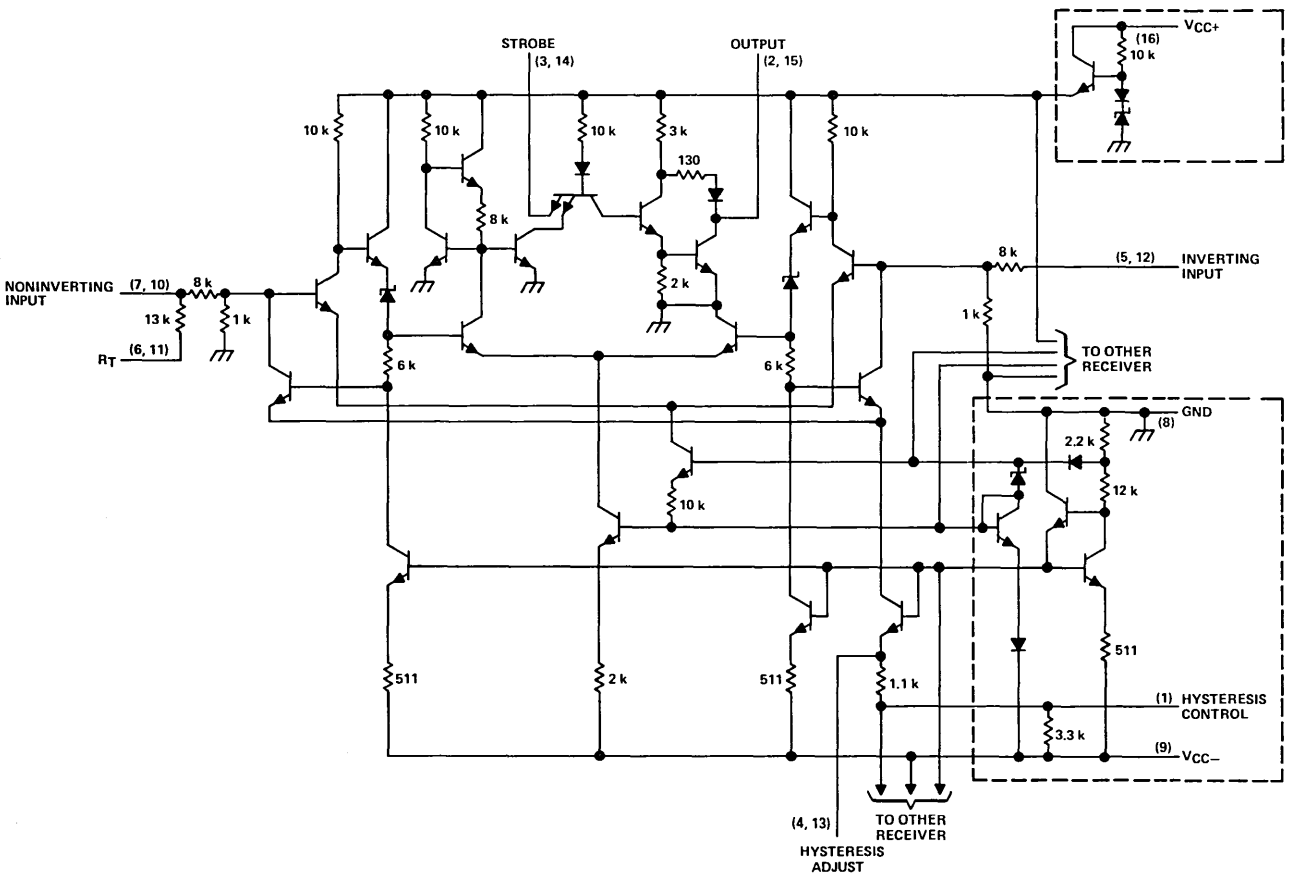 VCC+
(16)
10 k
STROBE
(3, 14)
OUTPUT
(2, 15)
10 k
10 k
10 k
3 k
10 k
130
8 k
2 k
NONINVERTING
INPUT
(7, 10)
8 k
13 k
1 k
RT
(6, 11)
8 k
(5, 12)
INVERTING
INPUT
1 k
6 k
6 k
TO OTHER
RECEIVER
GND
(8)
2.2 k
12 k
10 k
511
2 k
511
1.1 k
511
(1) HYSTERESIS
CONTROL
3.3 k
(9)
VCC−
(4, 13)
HYSTERESIS
ADJUST
TO OTHER
RECEIVER